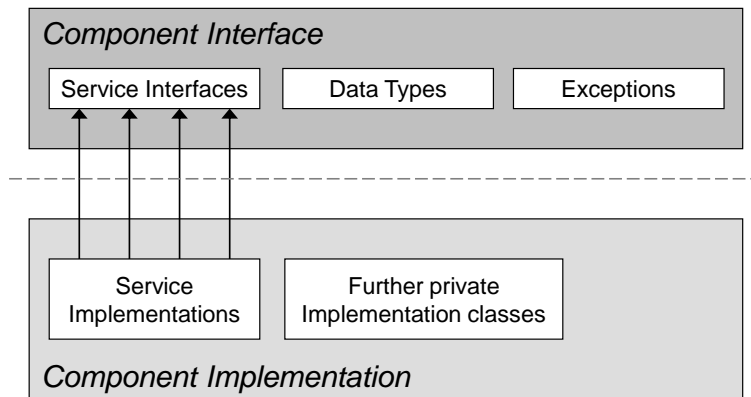 Component Interface
Service Interfaces
Data Types
Exceptions
Service
Implementations
Further private
Implementation classes
Component Implementation